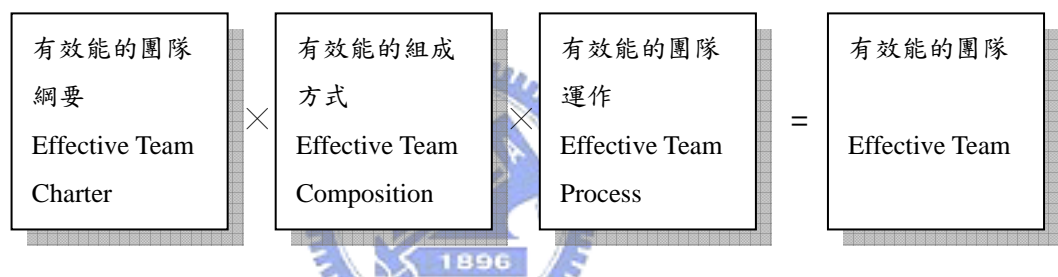 有效能的團隊
綱要
Effective Team
Charter
×
有效能的組成
方式
Effective Team
Composition
×
有效能的團隊
運作
Effective Team
Process
=
有效能的團隊
Effective Team
1896